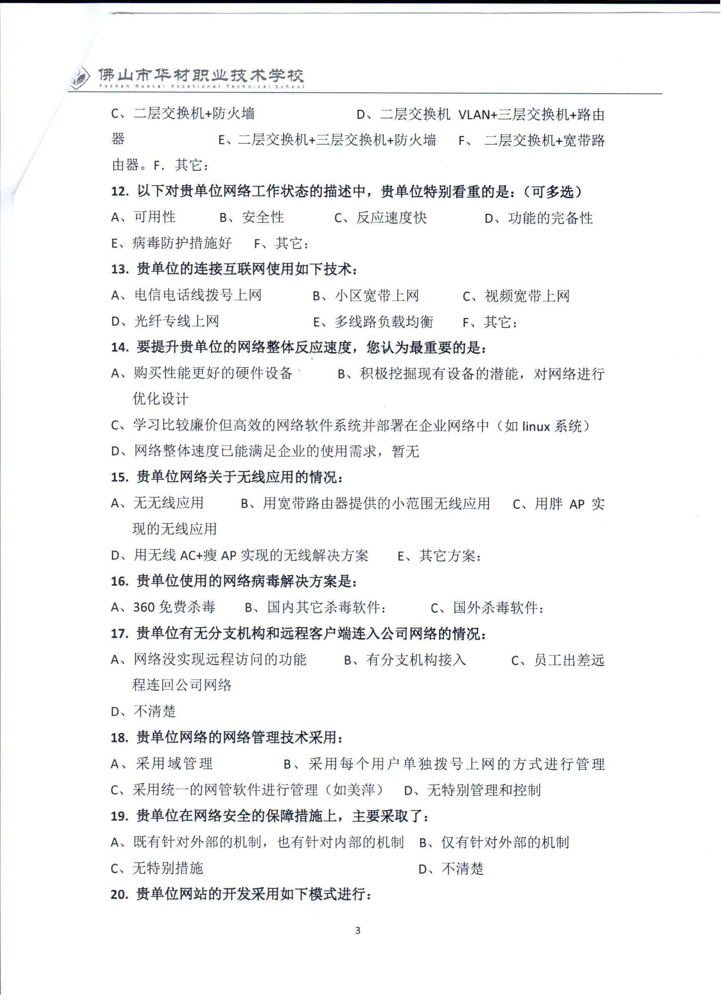 佛山市华材职业技术学校
Foshan Huacai Vocational Technical School
C、二层交换机+防火墙 D、二层交换机 VLAN+三层交换机+路由
器 E、二层交换机+三层交换机+防火墙 F、 二层交换机+宽带路
由器。F. 其它：
12. 以下对贵单位网络工作状态的描述中，贵单位特别看重的是：（可多选）
A、可用性 B、安全性 C、反应速度快 D、功能的完备性
E、病毒防护措施好 F、其它：
13. 贵单位的连接互联网使用如下技术：
A、电信电话线拨号上网 B、小区宽带上网 C、视频宽带上网
D、光纤专线上网 E、多线路负载均衡 F、其它：
14. 要提升贵单位的网络整体反应速度，您认为最重要的是：
A、购买性能更好的硬件设备 B、积极挖掘现有设备的潜能，对网络进行
优化设计
C、学习比较廉价但高效的网络软件系统并部署在企业网络中（如 linux 系统）
D、网络整体速度已能满足企业的使用需求，暂无
15. 贵单位网络关于无线应用的情况：
A、无无线应用 B、用宽带路由器提供的小范围无线应用 C、用胖 AP 实
现的无线应用
D、用无线 AC+瘦 AP 实现的无线解决方案 E、其它方案：
16. 贵单位使用的网络病毒解决方案是：
A、360 免费杀毒 B、国内其它杀毒软件： C、国外杀毒软件：
17. 贵单位有无分支机构和远程客户端连入公司网络的情况：
A、网络没实现远程访问的功能 B、有分支机构接入 C、员工出差远
程连回公司网络
D、不清楚
18. 贵单位网络的网络管理技术采用：
A、采用域管理 B、采用每个用户单独拨号上网的方式进行管理
C、采用统一的网管软件进行管理（如美萍） D、无特别管理和控制
19. 贵单位在网络安全的保障措施上，主要采取了：
A、既有针对外部的机制，也有针对内部的机制 B、仅有针对外部的机制
C、无特别措施 D、不清楚
20. 贵单位网站的开发采用如下模式进行：
3